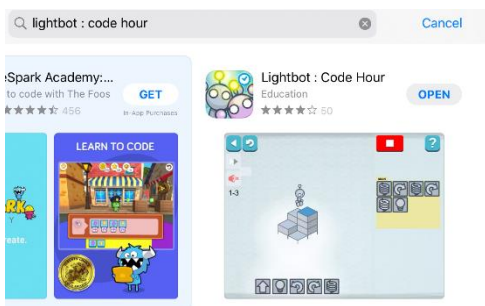 lightbot : code hour
Cancel
eSpark Academy:...
to code with The Foos
456
GET
In-App Purchases
Lightbot : Code Hour
Education
50
OPEN
LEARN TO CODE
eate.
1-3
?